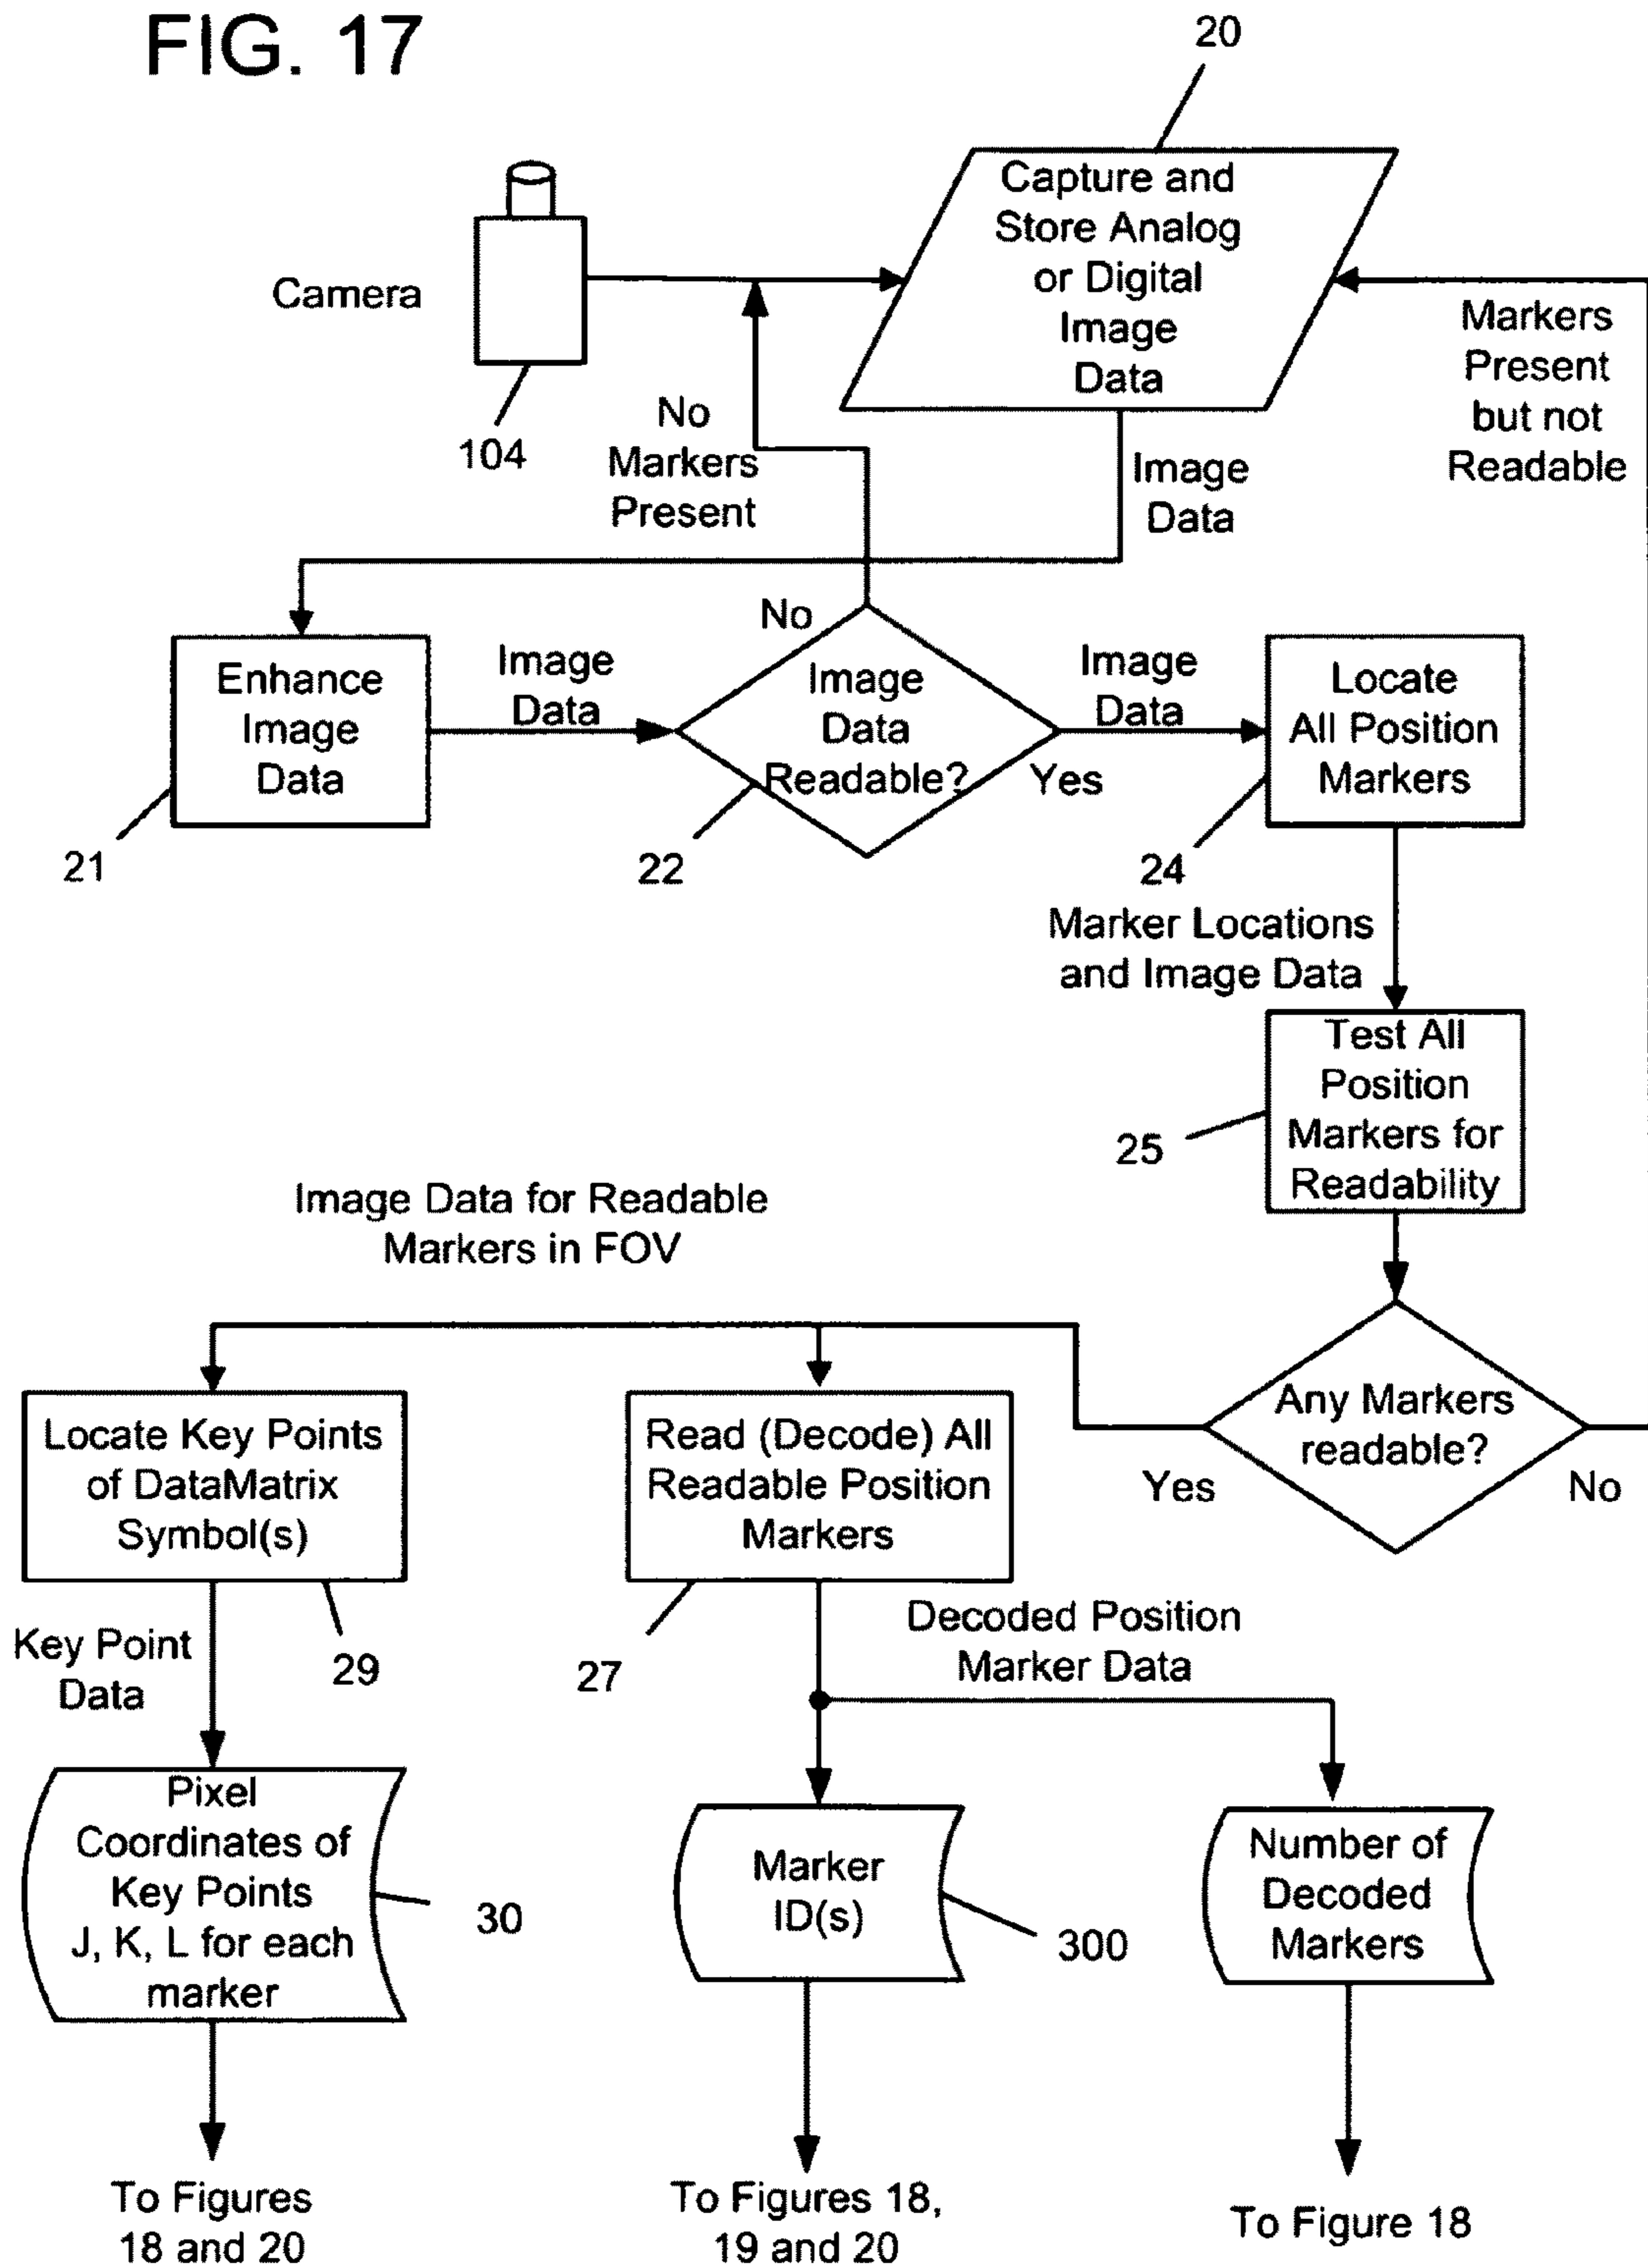 FIG. 17
20
Capture and
Store Analog
or Digital
Image
Data
Camera
104
No
Markers
Present
Image
Data
Markers
Present
but not
Readable
Enhance
Image
Data
21
Image
Data
No
Image
Data
Readable?
22
Yes
Image
Data
Locate
All Position
Markers
24
Marker Locations
and Image Data
Test All
Position
Markers for
Readability
25
Image Data for Readable
Markers in FOV
Any Markers
readable?
Yes
No
Locate Key Points
of DataMatrix
Symbol(s)
29
Read (Decode) All
Readable Position
Markers
27
Key Point
Data
Decoded Position
Marker Data
Pixel
Coordinates of
Key Points
J, K, L for each
marker
30
Marker
ID(s)
300
Number of
Decoded
Markers
To Figures
18 and 20
To Figures 18,
19 and 20
To Figure 18